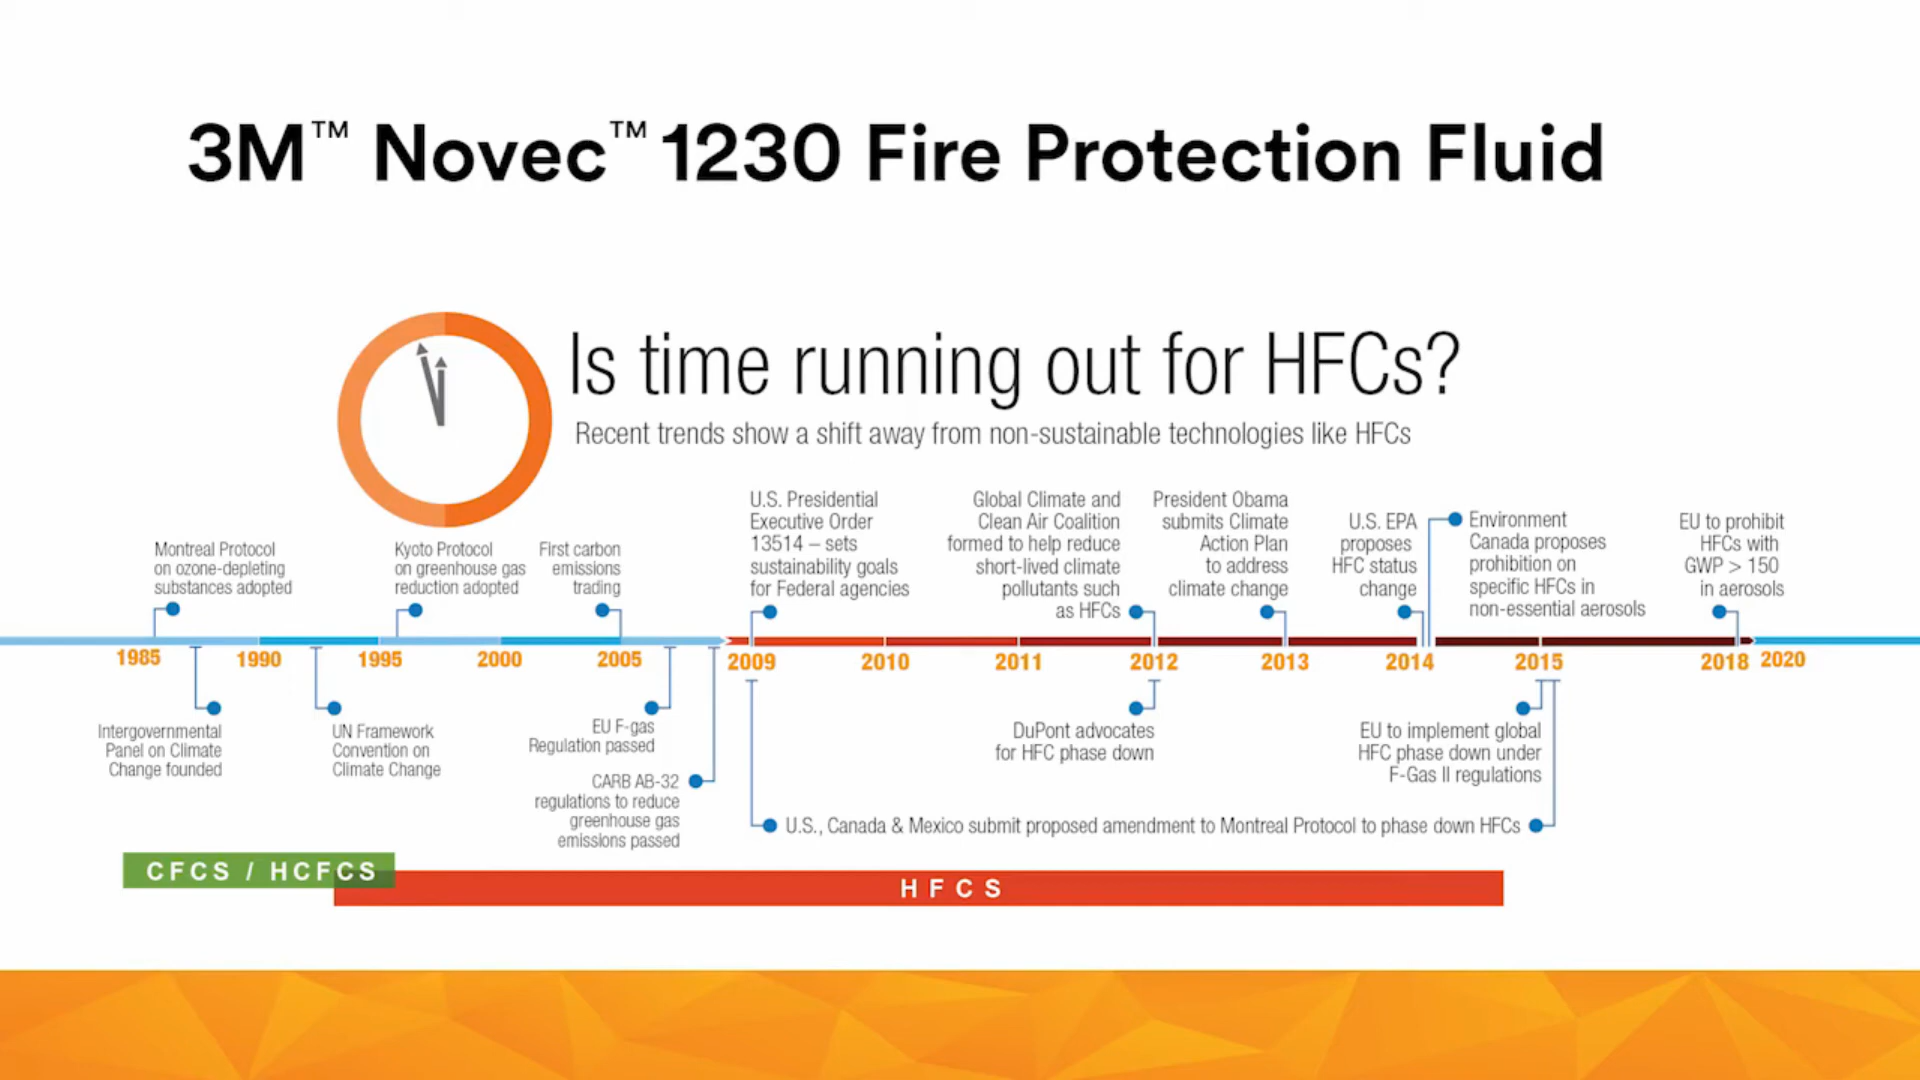 3M™ Novec™ 1230 Fire Protection Fluid
Is time running out for HFCs?
Recent trends show a shift away from non-sustainable technologies like HFCs
Montreal Protocol
on ozone-depleting
substances adopted
Kyoto Protocol
on greenhouse gas
reduction adopted
First carbon
emissions
trading
U.S. Presidential
Executive Order
13514 – sets
sustainability goals
for Federal agencies
Global Climate and
Clean Air Coalition
formed to help reduce
short-lived climate
pollutants such
as HFCs
President Obama
submits Climate
Action Plan
to address
climate change
U.S. EPA
proposes
HFC status
change
Environment
Canada proposes
prohibition on
specific HFCs in
non-essential aerosols
EU to prohibit
HFCs with
GWP > 150
in aerosols
1985 1990 1995 2000 2005 2009 2010 2011 2012 2013 2014 2015 2018 2020
Intergovernmental
Panel on Climate
Change founded
UN Framework
Convention on
Climate Change
EU F-gas
Regulation passed
CARB AB-32
regulations to reduce
greenhouse gas
emissions passed
DuPont advocates
for HFC phase down
EU to implement global
HFC phase down under
F-Gas II regulations
U.S., Canada & Mexico submit proposed amendment to Montreal Protocol to phase down HFCs
CFCS / HCFCS
HFCS